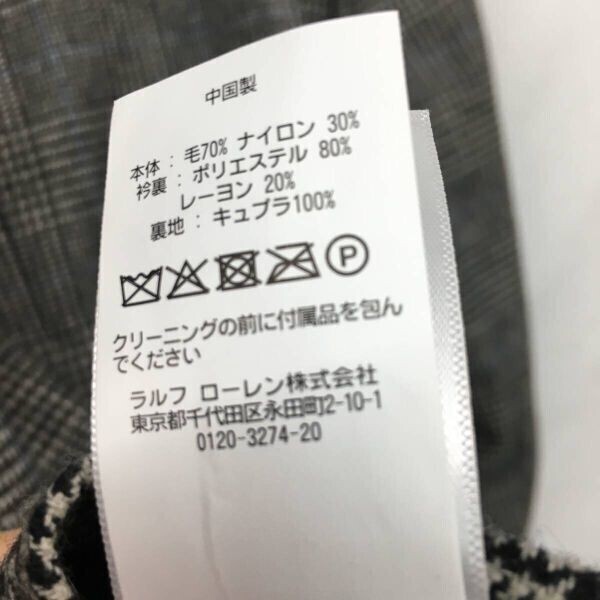 中国製
本体 : 毛70% ナイロン 30%
衿裏 : ポリエステル 80%
レーヨン 20%
裏地 : キュプラ100%
P
クリーニングの前に付属品を包ん
でください
ラルフ ローレン株式会社
東京都千代田区永田町2-10-1
0120-3274-20